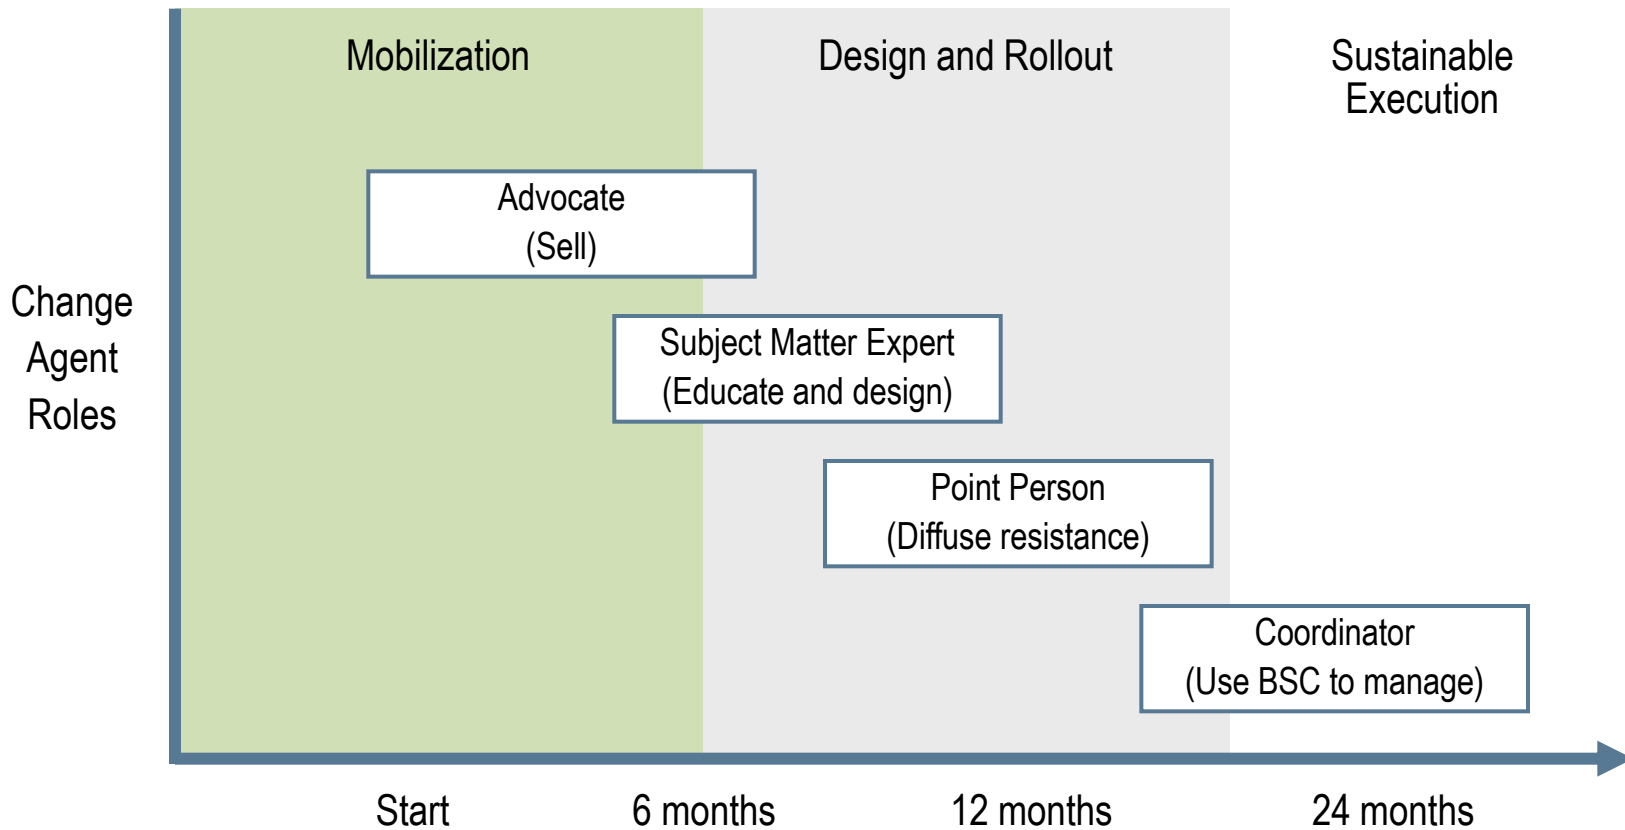 Mobilization
Design and Rollout
Sustainable
Execution
Advocate
(Sell)
Change
Agent
Roles
Subject Matter Expert
(Educate and design)
Point Person
(Diffuse resistance)
Coordinator
(Use BSC to manage)
Start
6 months
12 months
24 months